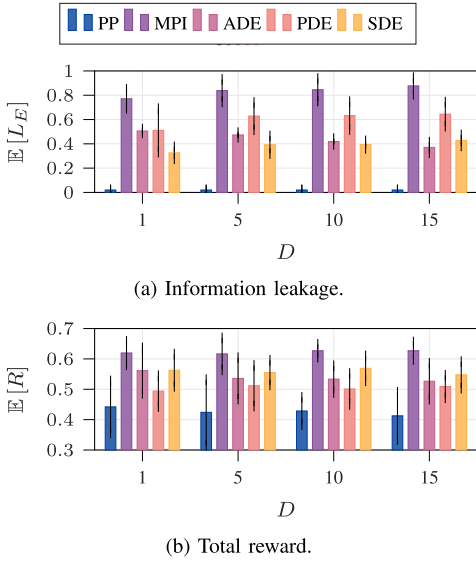 PP MPI ADE PDE SDE
1
0.8
0.6
0.4
0.2
0
𝔼 [L_E]
1 5 10 15
D
(a) Information leakage.
0.7
0.6
0.5
0.4
0.3
𝔼 [R]
1 5 10 15
D
(b) Total reward.